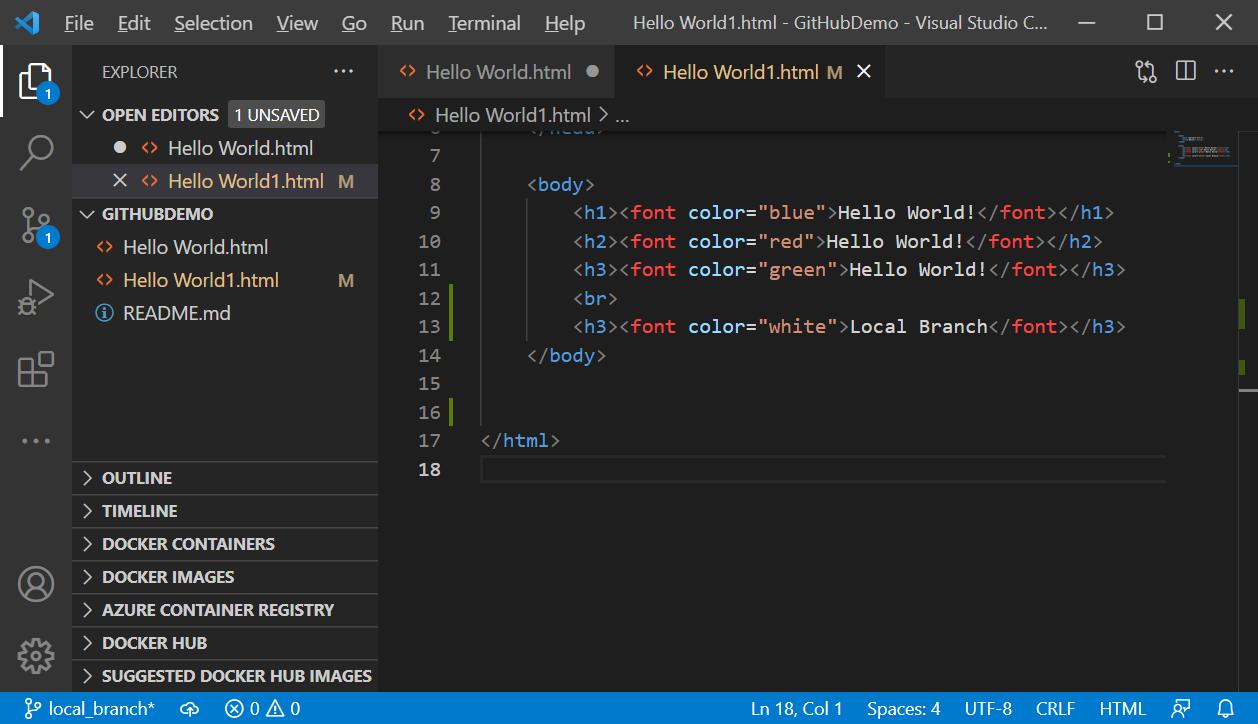 File Edit Selection View Go Run Terminal Help Hello World1.html - GitHubDemo - Visual Studio C...
EXPLORER ...
Hello World.html
Hello World1.html M
1
OPEN EDITORS 1 UNSAVED
Hello World.html
Hello World1.html M
GITHUBDEMO
1
Hello World.html
Hello World1.html M
README.md
OUTLINE
TIMELINE
DOCKER CONTAINERS
DOCKER IMAGES
AZURE CONTAINER REGISTRY
DOCKER HUB
SUGGESTED DOCKER HUB IMAGES
Hello World1.html > ...
6 </head>
7
8 <body>
9 <h1><font color="blue">Hello World!</font></h1>
10 <h2><font color="red">Hello World!</font></h2>
11 <h3><font color="green">Hello World!</font></h3>
12 <br>
13 <h3><font color="white">Local Branch</font></h3>
14 </body>
15
16
17 </html>
18
local_branch* 0 0 Ln 18, Col 1 Spaces: 4 UTF-8 CRLF HTML